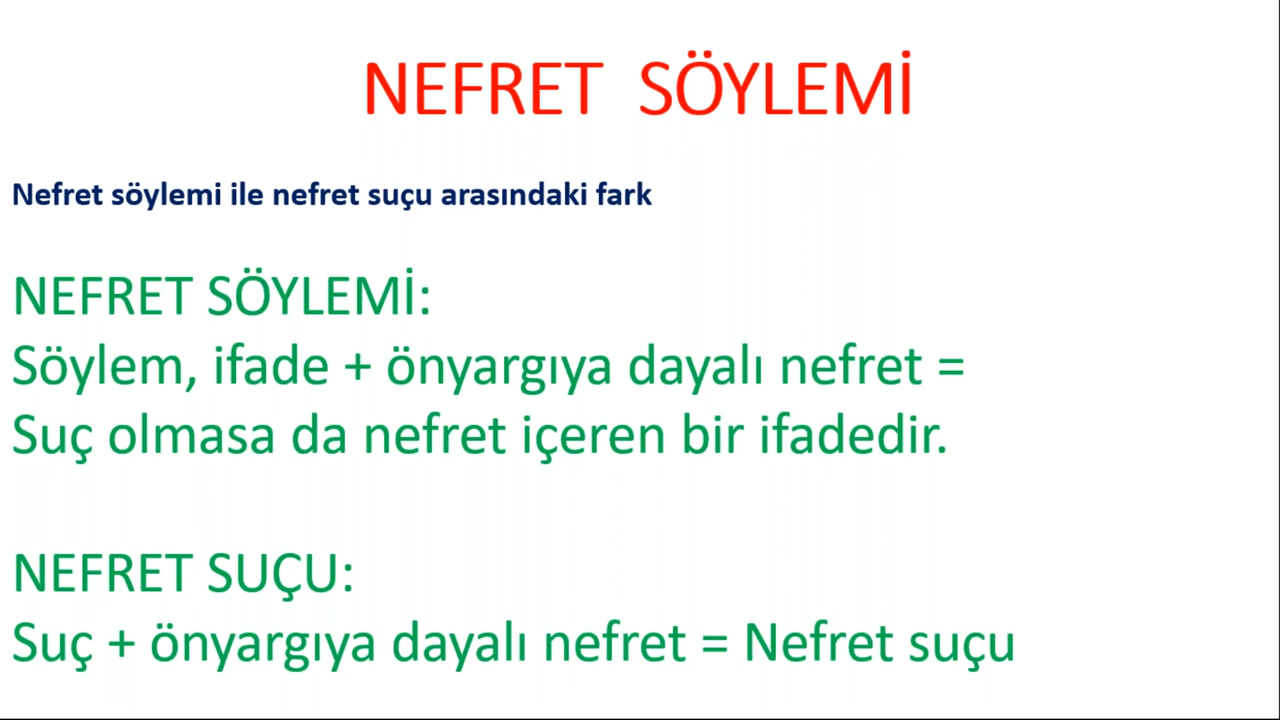 NEFRET SÖYLEMİ
Nefret söylemi ile nefret suçu arasındaki fark
NEFRET SÖYLEMİ:
Söylem, ifade + önyargıya dayalı nefret =
Suç olmasa da nefret içeren bir ifadedir.
NEFRET SUÇU:
Suç + önyargıya dayalı nefret = Nefret suçu